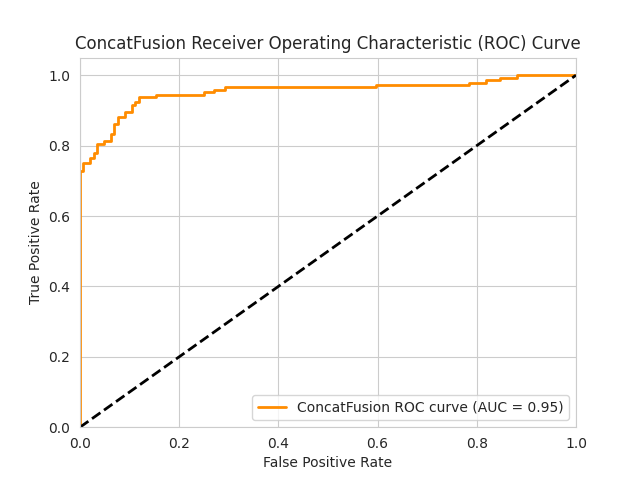 ConcatFusion Receiver Operating Characteristic (ROC) Curve
1.0
0.8
0.6
0.4
0.2
0.0
True Positive Rate
ConcatFusion ROC curve (AUC = 0.95)
0.0 0.2 0.4 0.6 0.8 1.0
False Positive Rate